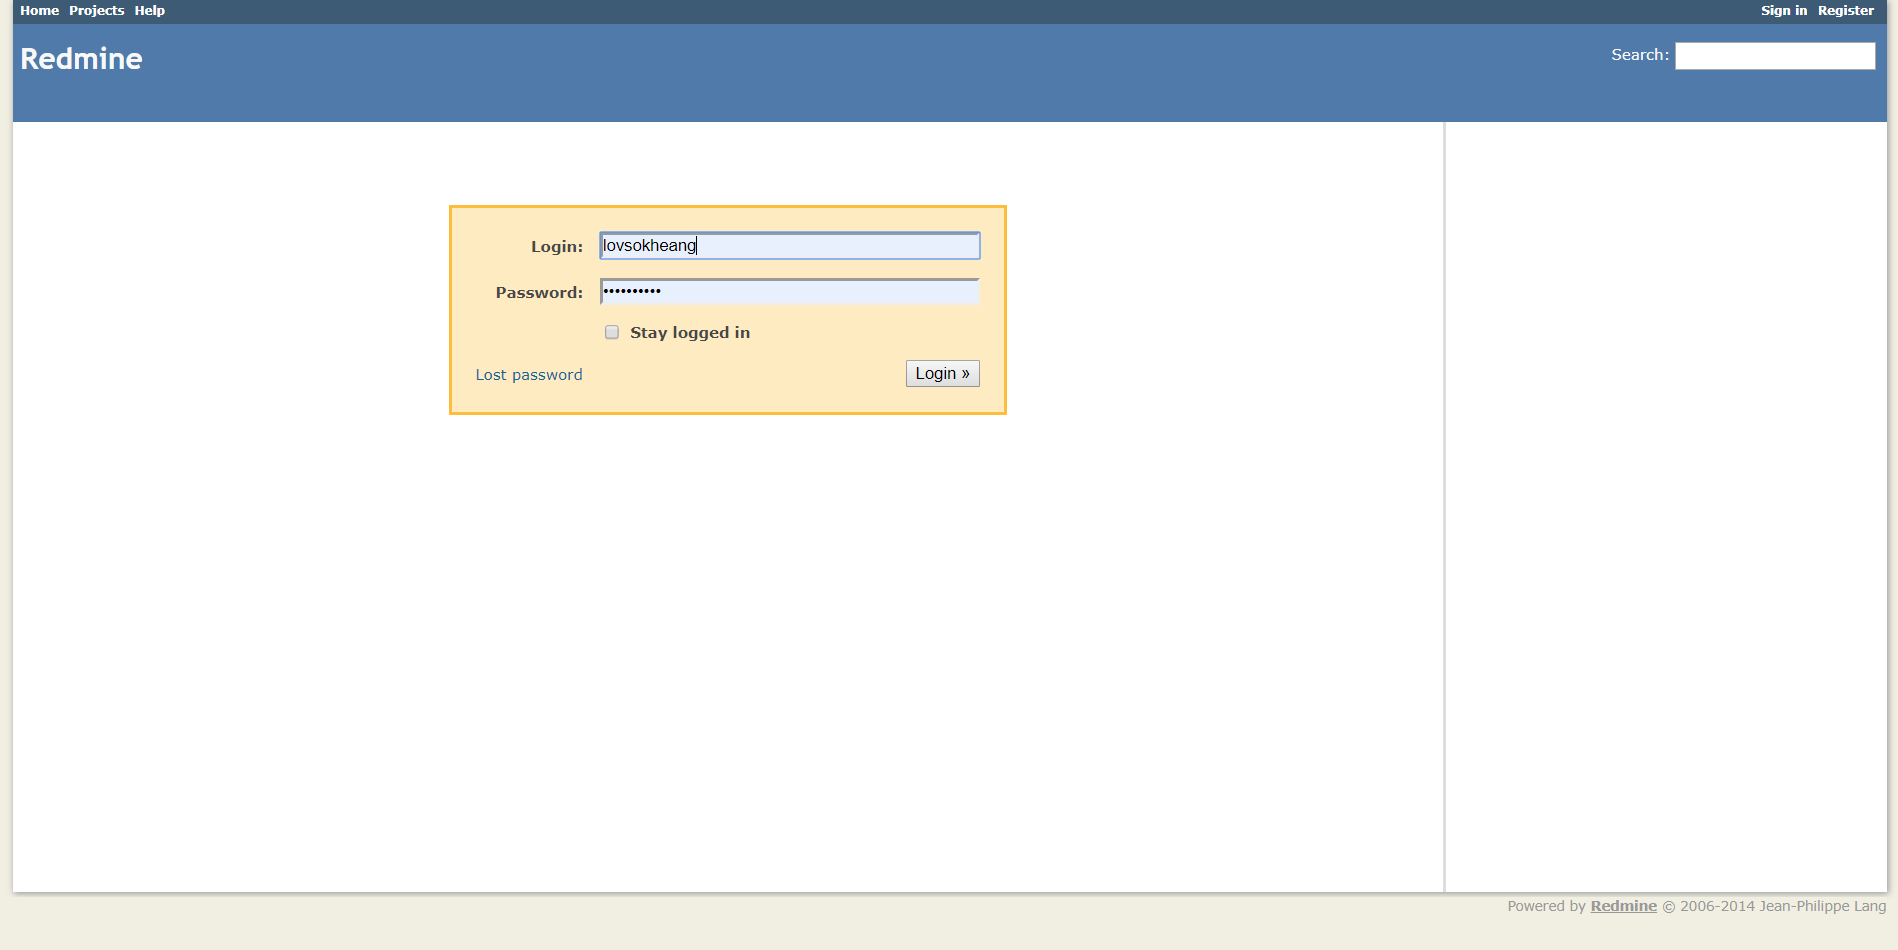 Home Projects Help Sign in Register
Redmine Search:
Login: lovsokheang
Password: ••••••••••
Stay logged in
Lost password Login »
Powered by Redmine © 2006-2014 Jean-Philippe Lang